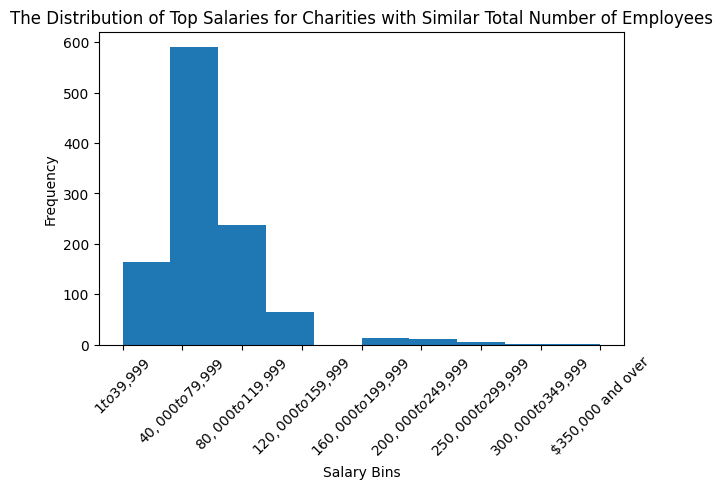 The Distribution of Top Salaries for Charities with Similar Total Number of Employees
600
500
400
300
200
100
0
Frequency
1to39,999
40,000to79,999
80,000to119,999
120,000to159,999
160,000to199,999
200,000to249,999
250,000to299,999
300,000to349,999
$350,000 and over
Salary Bins